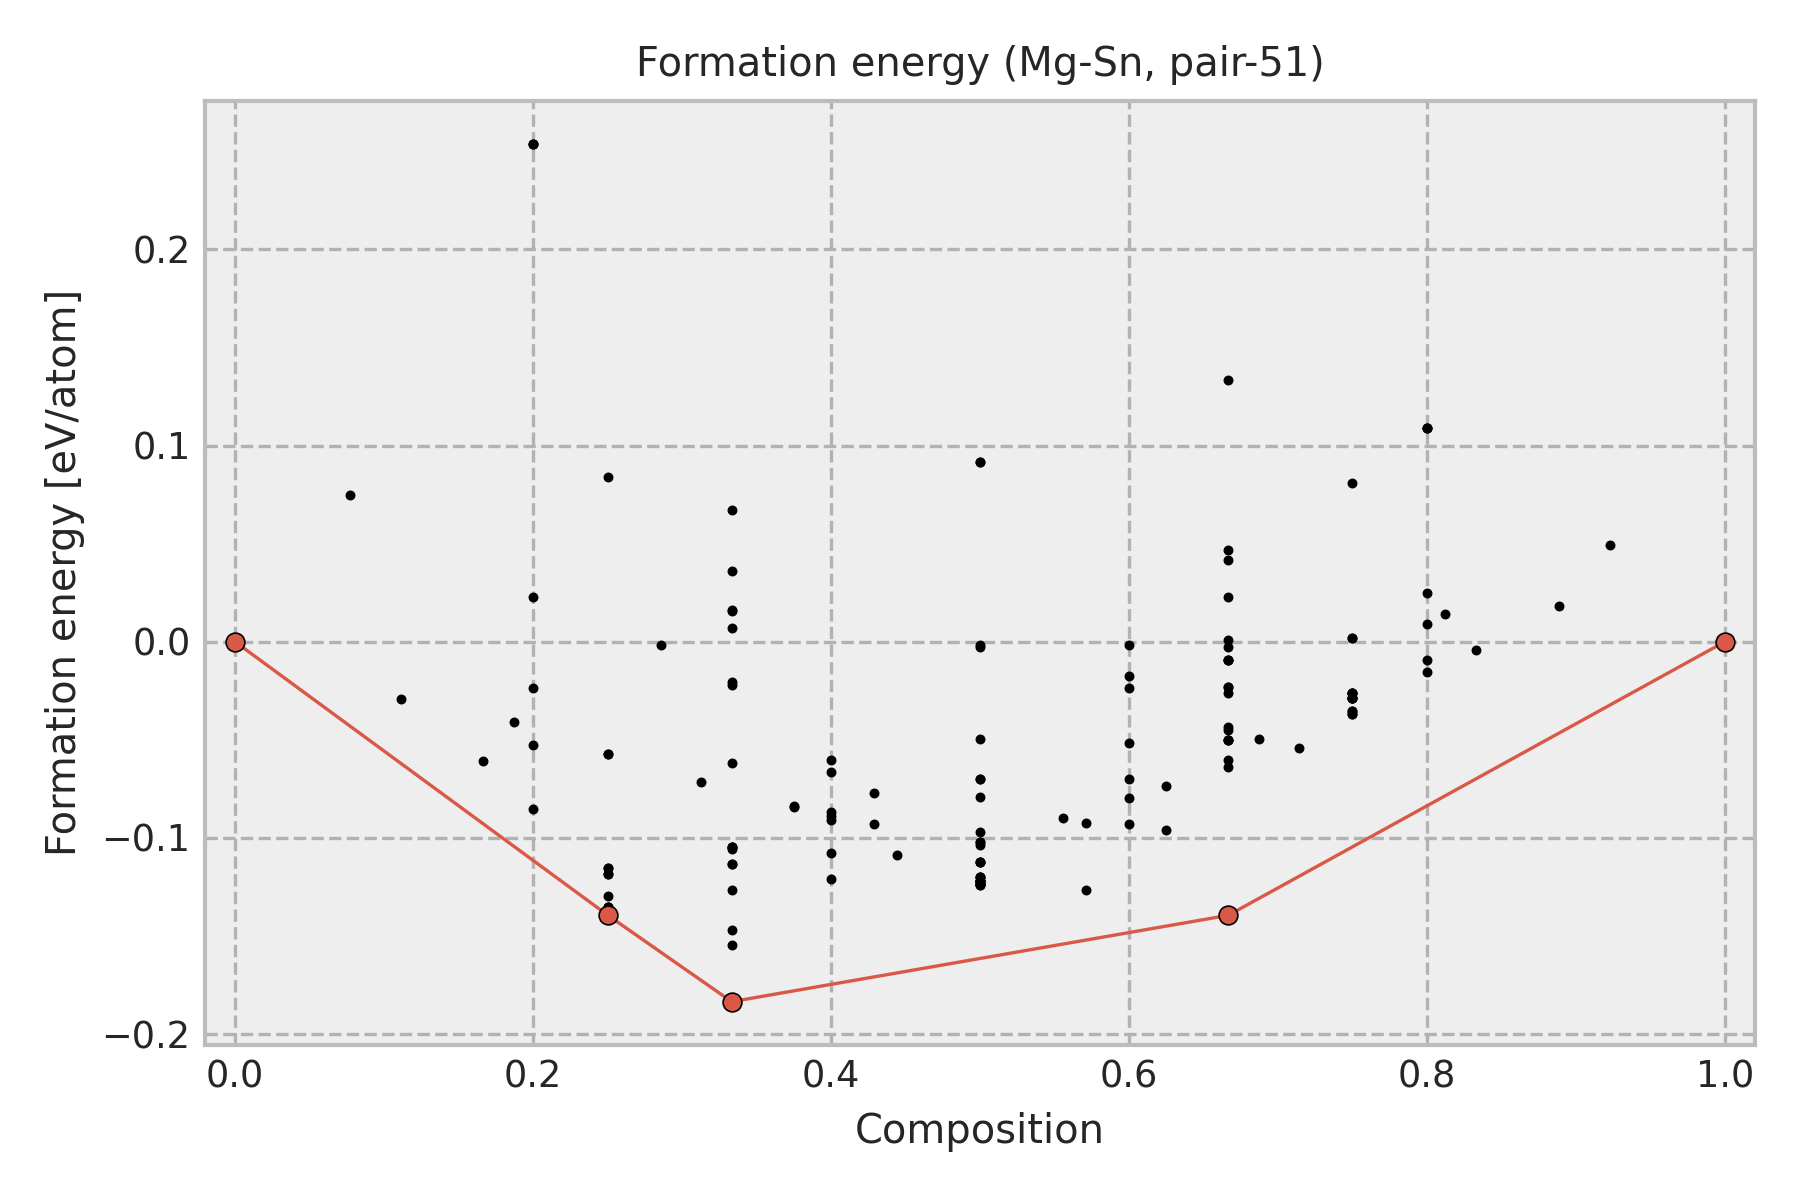 Formation energy (Mg-Sn, pair-51)
Formation energy [eV/atom]
0.2
0.1
0.0
−0.1
−0.2
0.0 0.2 0.4 0.6 0.8 1.0
Composition